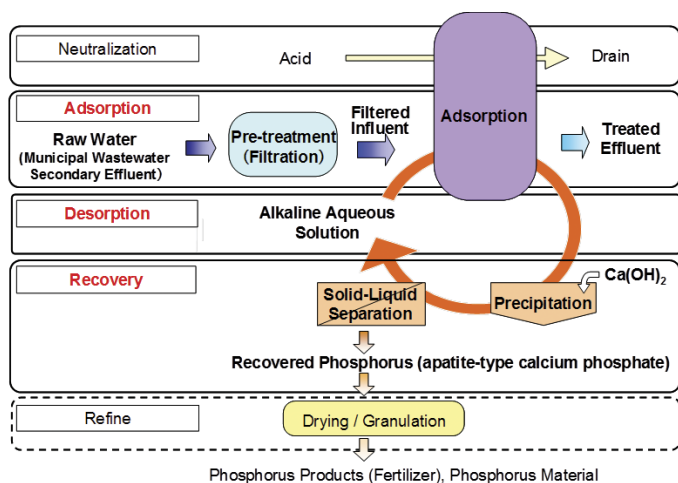 Neutralization
Acid
Drain
Adsorption
Raw Water
(Municipal Wastewater
Secondary Effluent)
Pre-treatment
(Filtration)
Filtered
Influent
Adsorption
Treated
Effluent
Desorption
Alkaline Aqueous
Solution
Recovery
Solid-Liquid
Separation
Precipitation
Ca(OH)₂
Recovered Phosphorus (apatite-type calcium phosphate)
Refine
Drying / Granulation
Phosphorus Products (Fertilizer), Phosphorus Material